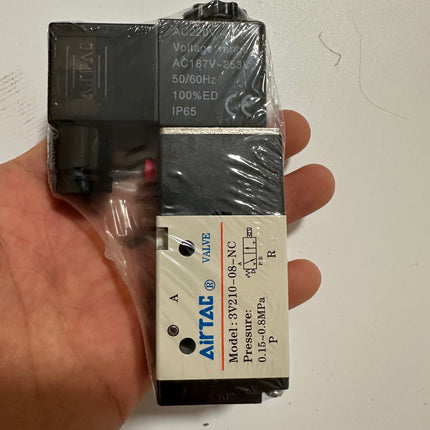 AC220V
Voltage range
AC187V-253V
50/60Hz
100%ED
IP65
CE
AirTAC
A
AirTAC ® VALVE
Model: 3V210-08-NC
Pressure:
0.15~0.8MPa
A
P R
R
P